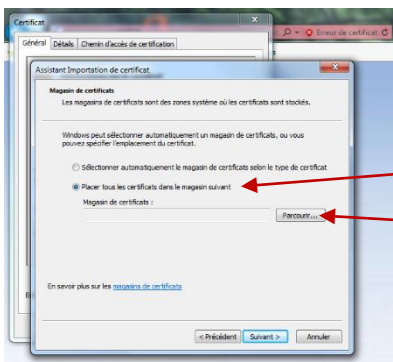 Certificat
x
Erreur de certificat
Général Détails Chemin d'accès de certification
Assistant Importation de certificat
Magasin de certificats
Les magasins de certificats sont des zones système où les certificats sont stockés.
Windows peut sélectionner automatiquement un magasin de certificats, ou vous
pouvez spécifier l'emplacement du certificat.
Sélectionner automatiquement le magasin de certificats selon le type de certificat
Placer tous les certificats dans le magasin suivant
Magasin de certificats :
Parcourir...
En savoir plus sur les magasins de certificats
< Précédent Suivant > Annuler